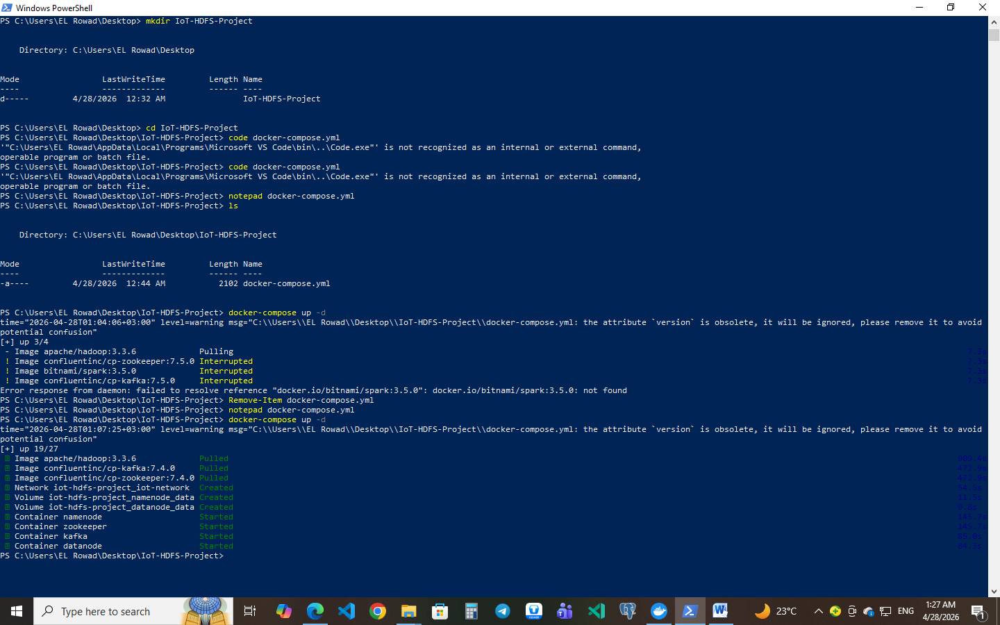 Windows PowerShell
PS C:\Users\EL Rowad\Desktop> mkdir IoT-HDFS-Project
Directory: C:\Users\EL Rowad\Desktop
Mode LastWriteTime Length Name
---- ------------- ------ ----
d----- 4/28/2026 12:32 AM IoT-HDFS-Project
PS C:\Users\EL Rowad\Desktop> cd IoT-HDFS-Project
PS C:\Users\EL Rowad\Desktop\IoT-HDFS-Project> code docker-compose.yml
'"C:\Users\EL Rowad\AppData\Local\Programs\Microsoft VS Code\bin\..\Code.exe"' is not recognized as an internal or external command,
operable program or batch file.
PS C:\Users\EL Rowad\Desktop\IoT-HDFS-Project> code docker-compose.yml
'"C:\Users\EL Rowad\AppData\Local\Programs\Microsoft VS Code\bin\..\Code.exe"' is not recognized as an internal or external command,
operable program or batch file.
PS C:\Users\EL Rowad\Desktop\IoT-HDFS-Project> notepad docker-compose.yml
PS C:\Users\EL Rowad\Desktop\IoT-HDFS-Project> ls
Directory: C:\Users\EL Rowad\Desktop\IoT-HDFS-Project
Mode LastWriteTime Length Name
---- ------------- ------ ----
-a---- 4/28/2026 12:44 AM 2102 docker-compose.yml
PS C:\Users\EL Rowad\Desktop\IoT-HDFS-Project> docker-compose up -d
time="2026-04-28T01:04:06+03:00" level=warning msg="C:\\Users\\EL Rowad\\Desktop\\IoT-HDFS-Project\\docker-compose.yml: the attribute `version` is obsolete, it will be ignored, please remove it to avoid
potential confusion"
[+] up 3/4
- Image apache/hadoop:3.3.6 Pulling 7.3s
! Image confluentinc/cp-zookeeper:7.5.0 Interrupted 7.3s
! Image bitnami/spark:3.5.0 Interrupted 7.3s
! Image confluentinc/cp-kafka:7.5.0 Interrupted 7.3s
Error response from daemon: failed to resolve reference "docker.io/bitnami/spark:3.5.0": docker.io/bitnami/spark:3.5.0: not found
PS C:\Users\EL Rowad\Desktop\IoT-HDFS-Project> Remove-Item docker-compose.yml
PS C:\Users\EL Rowad\Desktop\IoT-HDFS-Project> notepad docker-compose.yml
PS C:\Users\EL Rowad\Desktop\IoT-HDFS-Project> docker-compose up -d
time="2026-04-28T01:07:25+03:00" level=warning msg="C:\\Users\\EL Rowad\\Desktop\\IoT-HDFS-Project\\docker-compose.yml: the attribute `version` is obsolete, it will be ignored, please remove it to avoid
potential confusion"
[+] up 19/27
Image apache/hadoop:3.3.6 Pulled 909.4s
Image confluentinc/cp-kafka:7.4.0 Pulled 472.9s
Image confluentinc/cp-zookeeper:7.4.0 Pulled 472.9s
Network iot-hdfs-project_iot-network Created 54.5s
Volume iot-hdfs-project_namenode_data Created 11.5s
Volume iot-hdfs-project_datanode_data Created 0.8s
Container namenode Started 145.7s
Container zookeeper Started 145.7s
Container kafka Started 85.0s
Container datanode Started 84.3s
PS C:\Users\EL Rowad\Desktop\IoT-HDFS-Project>
Type here to search
23°C
ENG
1:27 AM
4/28/2026
1